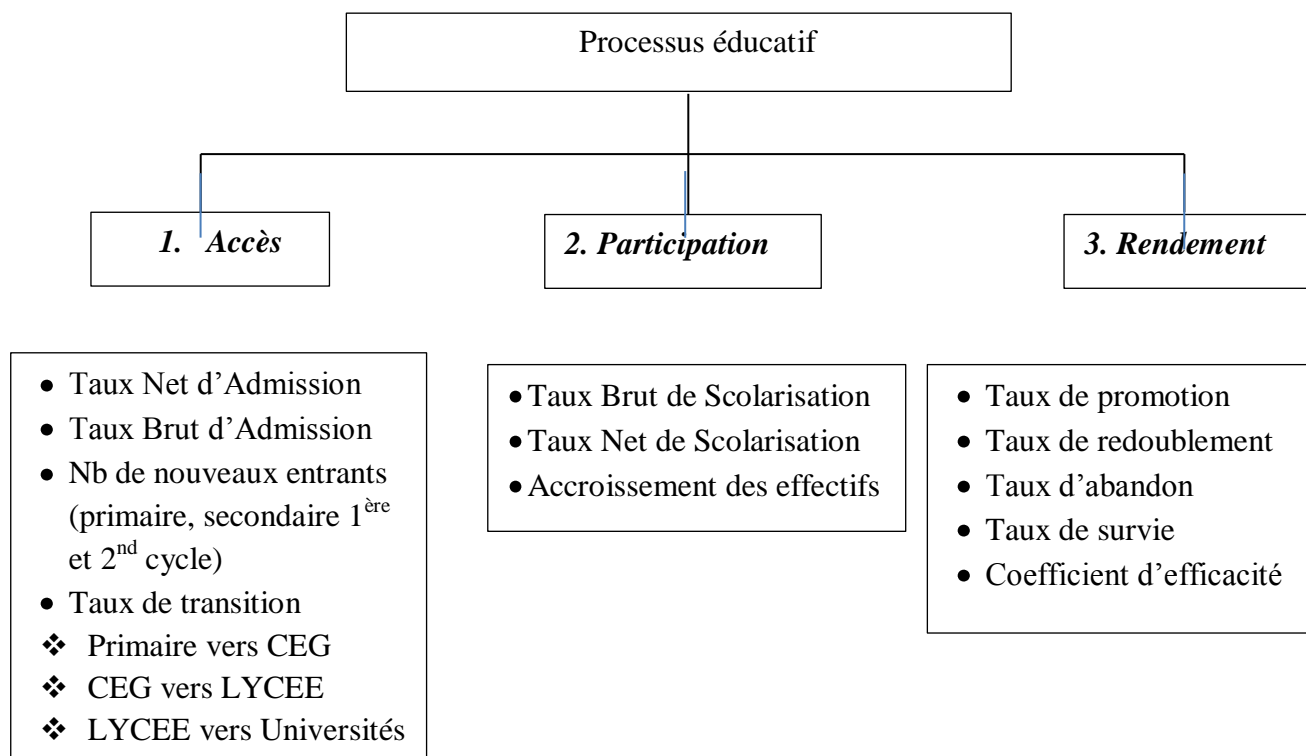 Processus éducatif
1. Accès
2. Participation
3. Rendement
• Taux Net d’Admission
• Taux Brut d’Admission
• Nb de nouveaux entrants
(primaire, secondaire 1ère
et 2nd cycle)
• Taux de transition
❖ Primaire vers CEG
❖ CEG vers LYCEE
❖ LYCEE vers Universités
• Taux Brut de Scolarisation
• Taux Net de Scolarisation
• Accroissement des effectifs
• Taux de promotion
• Taux de redoublement
• Taux d’abandon
• Taux de survie
• Coefficient d’efficacité